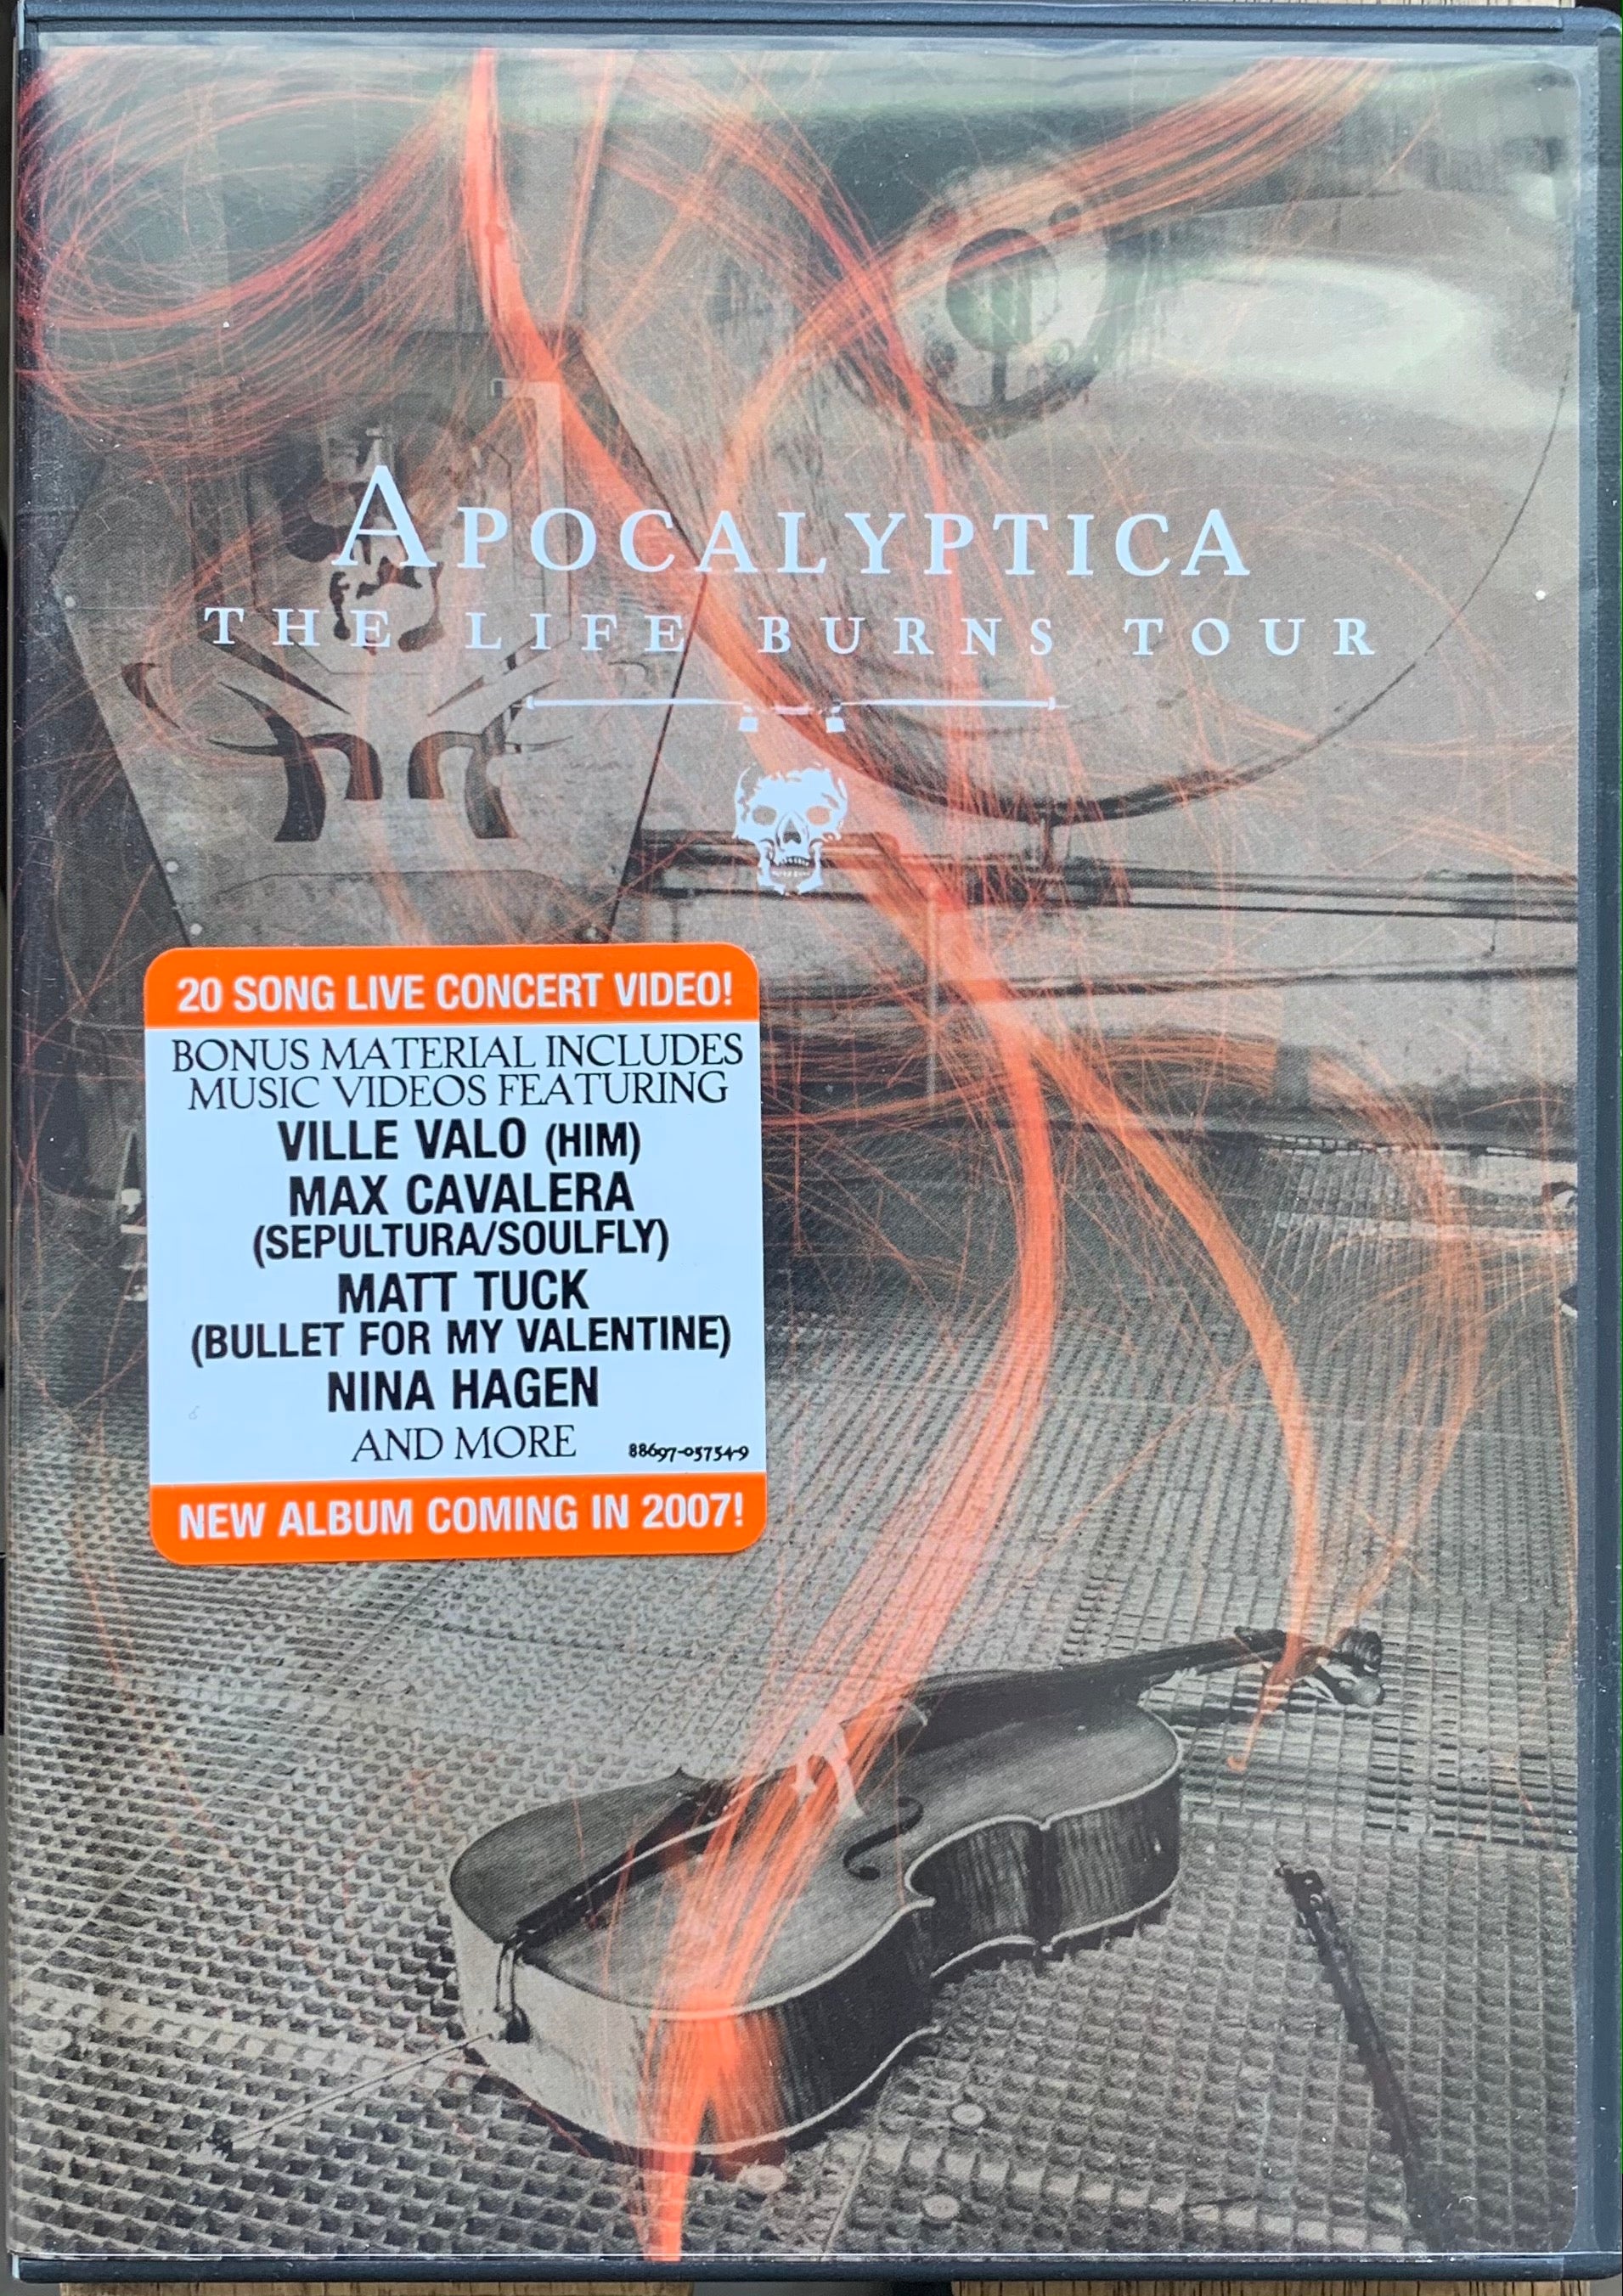 APOCALYPTICA
THE LIFE BURNS TOUR
20 SONG LIVE CONCERT VIDEO!
BONUS MATERIAL INCLUDES
MUSIC VIDEOS FEATURING
VILLE VALO (HIM)
MAX CAVALERA
(SEPULTURA/SOULFLY)
MATT TUCK
(BULLET FOR MY VALENTINE)
NINA HAGEN
AND MORE
88697-05754-9
NEW ALBUM COMING IN 2007!